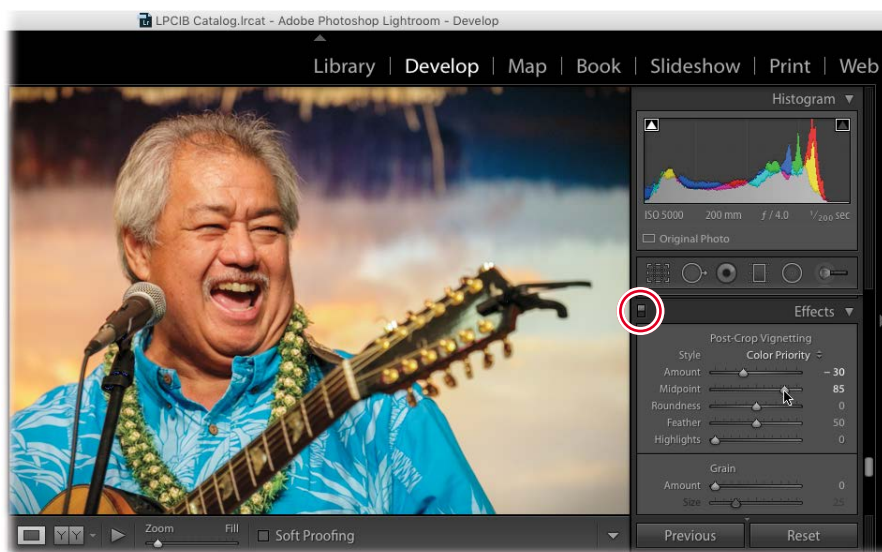 LPCIB Catalog.lrcat - Adobe Photoshop Lightroom - Develop
Library | Develop | Map | Book | Slideshow | Print | Web
Histogram
ISO 5000 200 mm ƒ / 4.0 1/200 sec
Original Photo
Effects
Post-Crop Vignetting
Style Color Priority
Amount – 30
Midpoint 85
Roundness 0
Feather 50
Highlights 0
Grain
Amount 0
Size 25
Y Y Zoom Fill Soft Proofing
Previous Reset